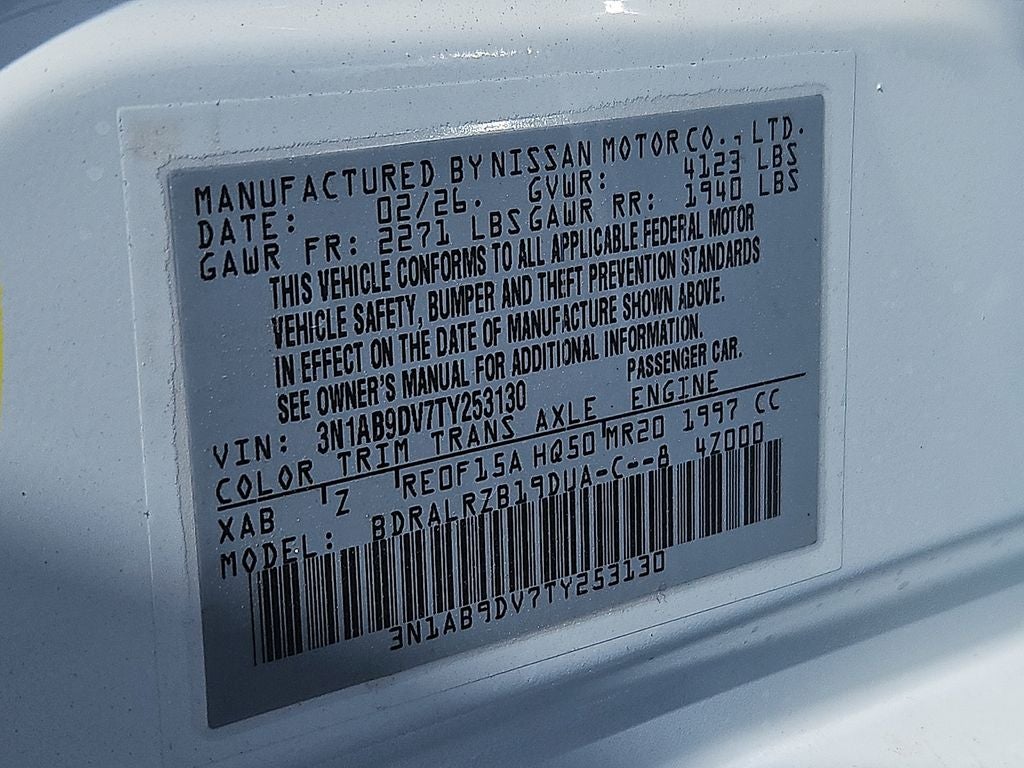 MANUFACTURED BY NISSAN MOTOR CO., LTD.
DATE: 02/26. GVWR: 4123 LBS
GAWR FR: 2271 LBS GAWR RR: 1940 LBS
THIS VEHICLE CONFORMS TO ALL APPLICABLE FEDERAL MOTOR
VEHICLE SAFETY, BUMPER AND THEFT PREVENTION STANDARDS
IN EFFECT ON THE DATE OF MANUFACTURE SHOWN ABOVE.
SEE OWNER'S MANUAL FOR ADDITIONAL INFORMATION.
VIN: 3N1AB9DV7TY253130 PASSENGER CAR.
COLOR TRIM TRANS AXLE ENGINE
XAB Z RE0F15A HQ50 MR20 1997 CC
MODEL: BDRALRZB19DUA-C--8 4Z000
3N1AB9DV7TY253130